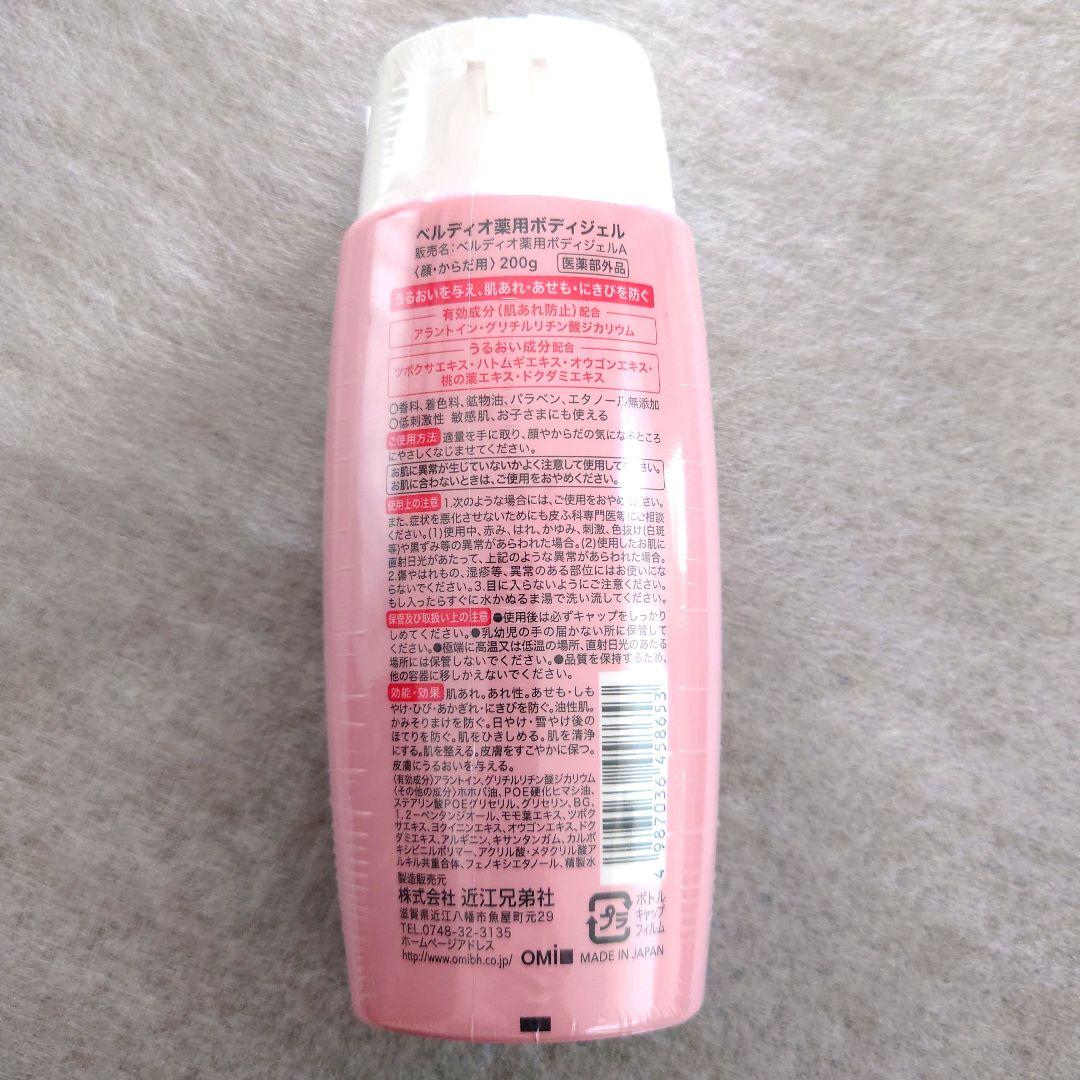 ベルディオ薬用ボディジェル
販売名:ベルディオ薬用ボディジェルA
〈顔・からだ用〉200g 医薬部外品
うるおいを与え、肌あれ・あせも・にきびを防ぐ
有効成分(肌あれ防止)配合
アラントイン・グリチルリチン酸ジカリウム
うるおい成分配合
ツボクサエキス・ハトムギエキス・オウゴンエキス・
桃の葉エキス・ドクダミエキス
○香料、着色料、鉱物油、パラベン、エタノール無添加
○低刺激性 敏感肌、お子さまにも使える
ご使用方法 適量を手に取り、顔やからだの気になるところ
にやさしくなじませてください。
お肌に異常が生じていないかよく注意して使用してください。
お肌に合わないときは、ご使用をおやめください。
使用上の注意 1.次のような場合には、ご使用をおやめください。
また、症状を悪化させないためにも皮ふ科専門医等にご相談
ください。(1)使用中、赤み、はれ、かゆみ、刺激、色抜け(白斑
等)や黒ずみ等の異常があらわれた場合。(2)使用したお肌に
直射日光があたって、上記のような異常があらわれた場合。
2.傷やはれもの、湿疹等、異常のある部位にはお使いにな
らないでください。3.目に入らないようにご注意ください。
もし入ったらすぐに水かぬるま湯で洗い流してください。
保管及び取扱い上の注意 ●使用後は必ずキャップをしっかり
しめてください。●乳幼児の手の届かない所に保管して
ください。●極端に高温又は低温の場所、直射日光のあたる
場所には保管しないでください。●品質を保持するため、
他の容器に移しかえないでください。
効能・効果 肌あれ。あれ性。あせも・しも
やけ・ひび・あかぎれ・にきびを防ぐ。油性肌。
かみそりまけを防ぐ。日やけ・雪やけ後の
ほてりを防ぐ。肌をひきしめる。肌を清浄
にする。肌を整える。皮膚をすこやかに保つ。
皮膚にうるおいを与える。
〈有効成分〉アラントイン、グリチルリチン酸ジカリウム
〈その他の成分〉ホホバ油、POE硬化ヒマシ油、
ステアリン酸POEグリセリル、グリセリン、BG、
1,2-ペンタンジオール、モモ葉エキス、ツボク
サエキス、ヨクイニンエキス、オウゴンエキス、ドク
ダミエキス、アルギニン、キサンタンガム、カルボ
キシビニルポリマー、アクリル酸・メタクリル酸ア
ルキル共重合体、フェノキシエタノール、精製水
4 987036 458653
製造販売元
株式会社 近江兄弟社
滋賀県近江八幡市魚屋町元29
TEL.0748-32-3135
ホームページアドレス
http://www.omibh.co.jp/ OMi MADE IN JAPAN
プラ
ボトル
キャップ
フィルム